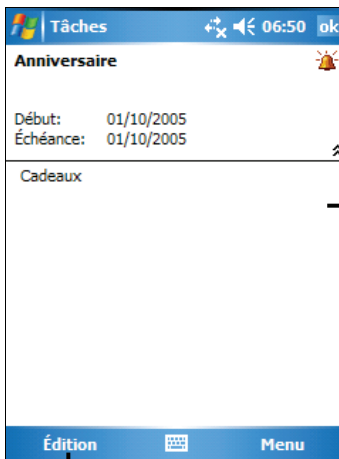 Tâches 06:50 ok
Anniversaire
Début: 01/10/2005
Échéance: 01/10/2005
Cadeaux
Édition Menu